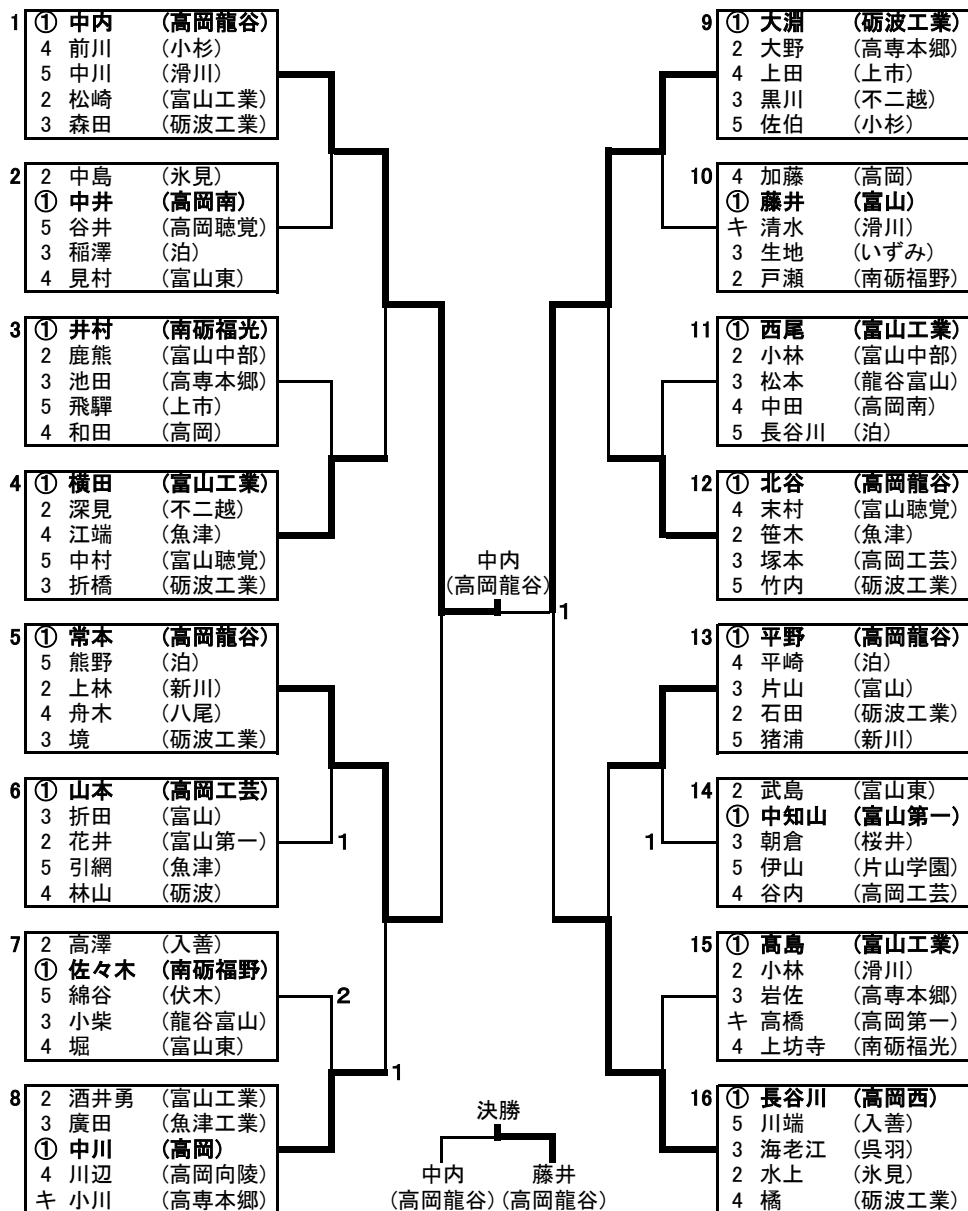 1
① 中内 (高岡龍谷)
4 前川 (小杉)
5 中川 (滑川)
2 松崎 (富山工業)
3 森田 (砺波工業)
2
2 中島 (氷見)
① 中井 (高岡南)
5 谷井 (高岡聴覚)
3 稲澤 (泊)
4 見村 (富山東)
3
① 井村 (南砺福光)
2 鹿熊 (富山中部)
3 池田 (高専本郷)
5 飛驒 (上市)
4 和田 (高岡)
4
① 横田 (富山工業)
2 深見 (不二越)
4 江端 (魚津)
5 中村 (富山聴覚)
3 折橋 (砺波工業)
5
① 常本 (高岡龍谷)
5 熊野 (泊)
2 上林 (新川)
4 舟木 (八尾)
3 境 (砺波工業)
6
① 山本 (高岡工芸)
3 折田 (富山)
2 花井 (富山第一)
5 引網 (魚津)
4 林山 (砺波)
1
7
2 高澤 (入善)
① 佐々木 (南砺福野)
5 綿谷 (伏木)
3 小柴 (龍谷富山)
4 堀 (富山東)
2
8
2 酒井勇 (富山工業)
3 廣田 (魚津工業)
① 中川 (高岡)
4 川辺 (高岡向陵)
キ 小川 (高専本郷)
1
中内
(高岡龍谷)
1
決勝
中内 藤井
(高岡龍谷) (高岡龍谷)
9
① 大淵 (砺波工業)
2 大野 (高専本郷)
4 上田 (上市)
3 黒川 (不二越)
5 佐伯 (小杉)
10
4 加藤 (高岡)
① 藤井 (富山)
キ 清水 (滑川)
3 生地 (いずみ)
2 戸瀬 (南砺福野)
11
① 西尾 (富山工業)
2 小林 (富山中部)
3 松本 (龍谷富山)
4 中田 (高岡南)
5 長谷川 (泊)
12
① 北谷 (高岡龍谷)
4 末村 (富山聴覚)
2 笹木 (魚津)
3 塚本 (高岡工芸)
5 竹内 (砺波工業)
13
① 平野 (高岡龍谷)
4 平崎 (泊)
3 片山 (富山)
2 石田 (砺波工業)
5 猪浦 (新川)
14
2 武島 (富山東)
① 中知山 (富山第一)
3 朝倉 (桜井)
5 伊山 (片山学園)
4 谷内 (高岡工芸)
1
15
① 髙島 (富山工業)
2 小林 (滑川)
3 岩佐 (高専本郷)
キ 高橋 (高岡第一)
4 上坊寺 (南砺福光)
16
① 長谷川 (高岡西)
5 川端 (入善)
3 海老江 (呉羽)
2 水上 (氷見)
4 橘 (砺波工業)